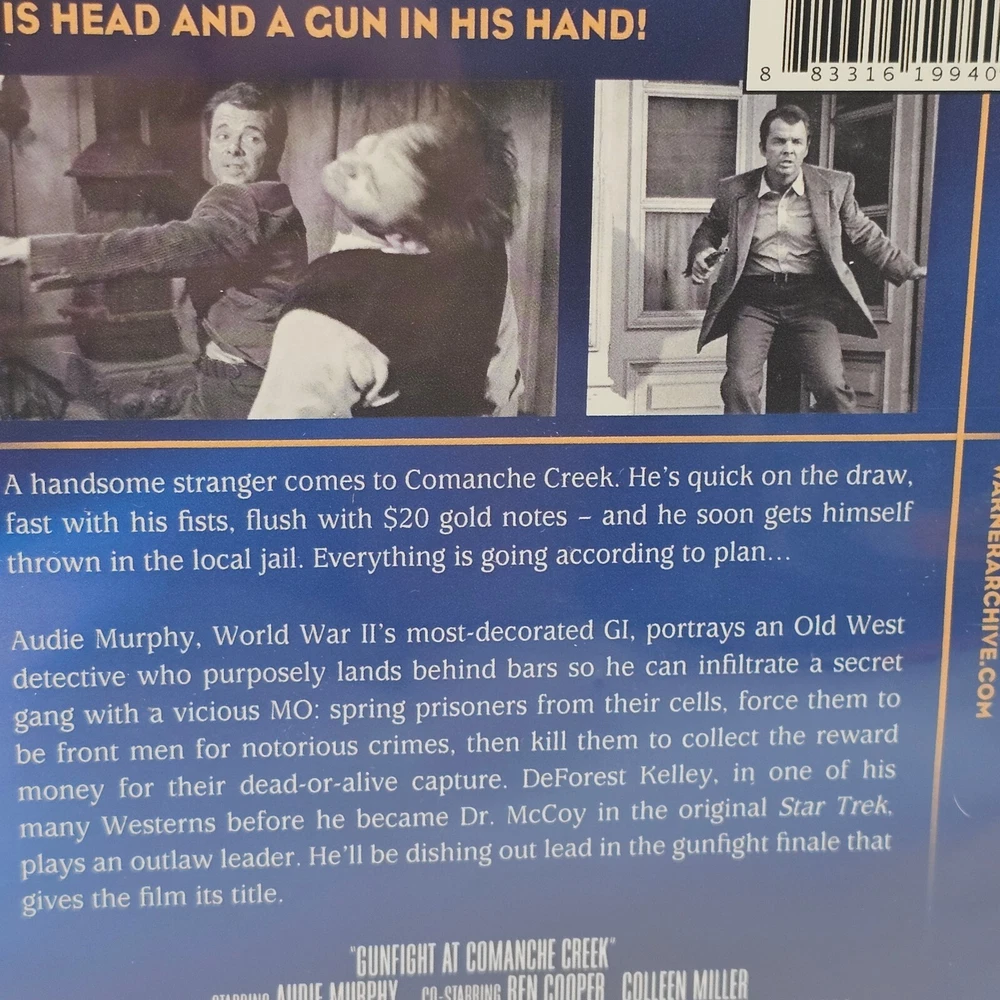 IS HEAD AND A GUN IN HIS HAND!
8 83316 19940
A handsome stranger comes to Comanche Creek. He's quick on the draw,
fast with his fists, flush with $20 gold notes – and he soon gets himself
thrown in the local jail. Everything is going according to plan...
Audie Murphy, World War II's most-decorated GI, portrays an Old West
detective who purposely lands behind bars so he can infiltrate a secret
gang with a vicious MO: spring prisoners from their cells, force them to
be front men for notorious crimes, then kill them to collect the reward
money for their dead-or-alive capture. DeForest Kelley, in one of his
many Westerns before he became Dr. McCoy in the original Star Trek,
plays an outlaw leader. He'll be dishing out lead in the gunfight finale that
gives the film its title.
"GUNFIGHT AT COMANCHE CREEK"
STARRING AUDIE MURPHY CO-STARRING BEN COOPER COLLEEN MILLER
WARNERARCHIVE.COM